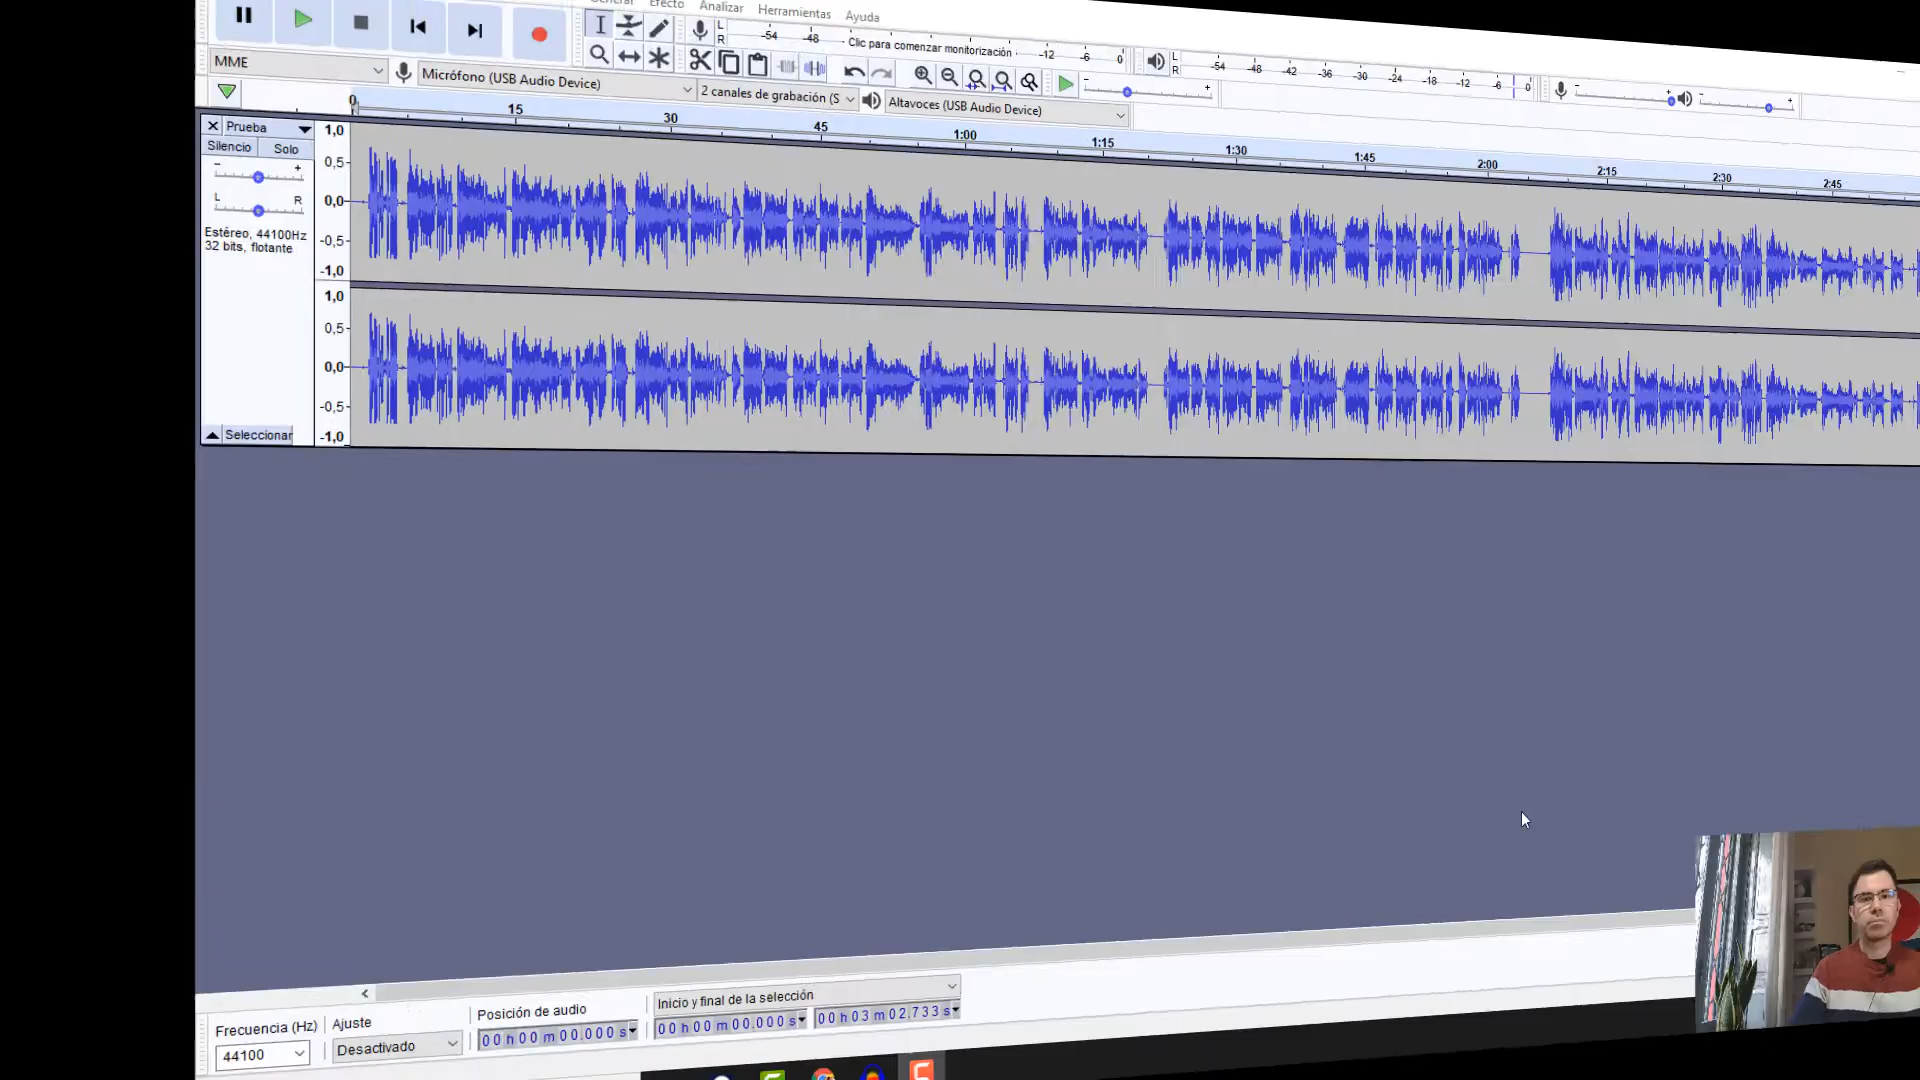 General Efecto Analizar Herramientas Ayuda
L
R
-54 -48 Clic para comenzar monitorización -12 -6 0
L
R
-54 -48 -42 -36 -30 -24 -18 -12 -6 0
MME
Micrófono (USB Audio Device)
2 canales de grabación (S
Altavoces (USB Audio Device)
0 15 30 45 1:00 1:15 1:30 1:45 2:00 2:15 2:30 2:45
Prueba
Silencio Solo
- +
L R
Estéreo, 44100Hz
32 bits, flotante
Seleccionar
1,0
0,5
0,0
-0,5
-1,0
1,0
0,5
0,0
-0,5
-1,0
Frecuencia (Hz)
44100
Ajuste
Desactivado
Posición de audio
00 h 00 m 00.000 s
Inicio y final de la selección
00 h 00 m 00.000 s
00 h 03 m 02.733 s